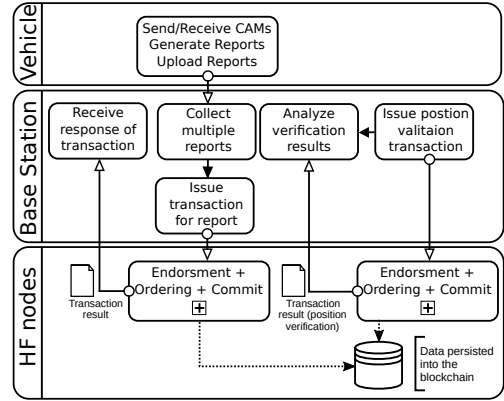 Vehicle
Send/Receive CAMs
Generate Reports
Upload Reports
Base Station
Receive
response of
transaction
Collect
multiple
reports
Analyze
verification
results
Issue postion
valitaion
transaction
Issue
transaction
for report
HF nodes
Transaction
result
Endorsment +
Ordering + Commit
Transaction
result (position
verification)
Endorsment +
Ordering + Commit
Data persisted
into the
blockchain